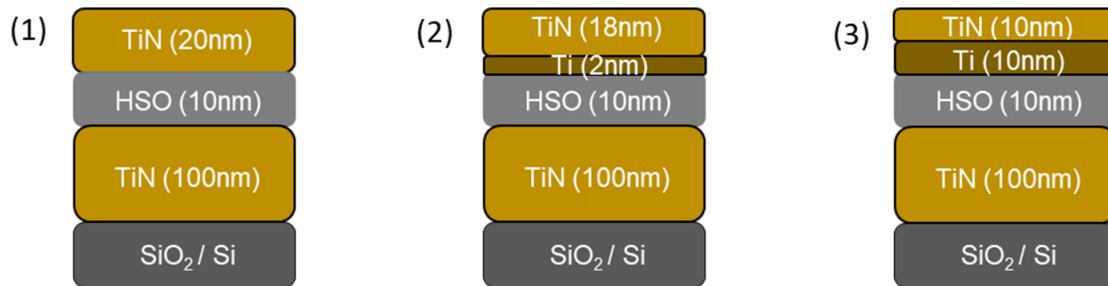 (1)
TiN (20nm)
HSO (10nm)
TiN (100nm)
SiO₂ / Si
(2)
TiN (18nm)
Ti (2nm)
HSO (10nm)
TiN (100nm)
SiO₂ / Si
(3)
TiN (10nm)
Ti (10nm)
HSO (10nm)
TiN (100nm)
SiO₂ / Si